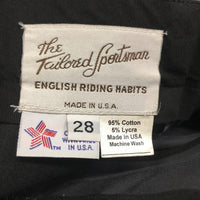 The
Tailored Sportsman
ENGLISH RIDING HABITS
MADE IN U.S.A.
28
IN U.S.A.
TM
95% Cotton
5% Lycra
Made in USA
Machine Wash